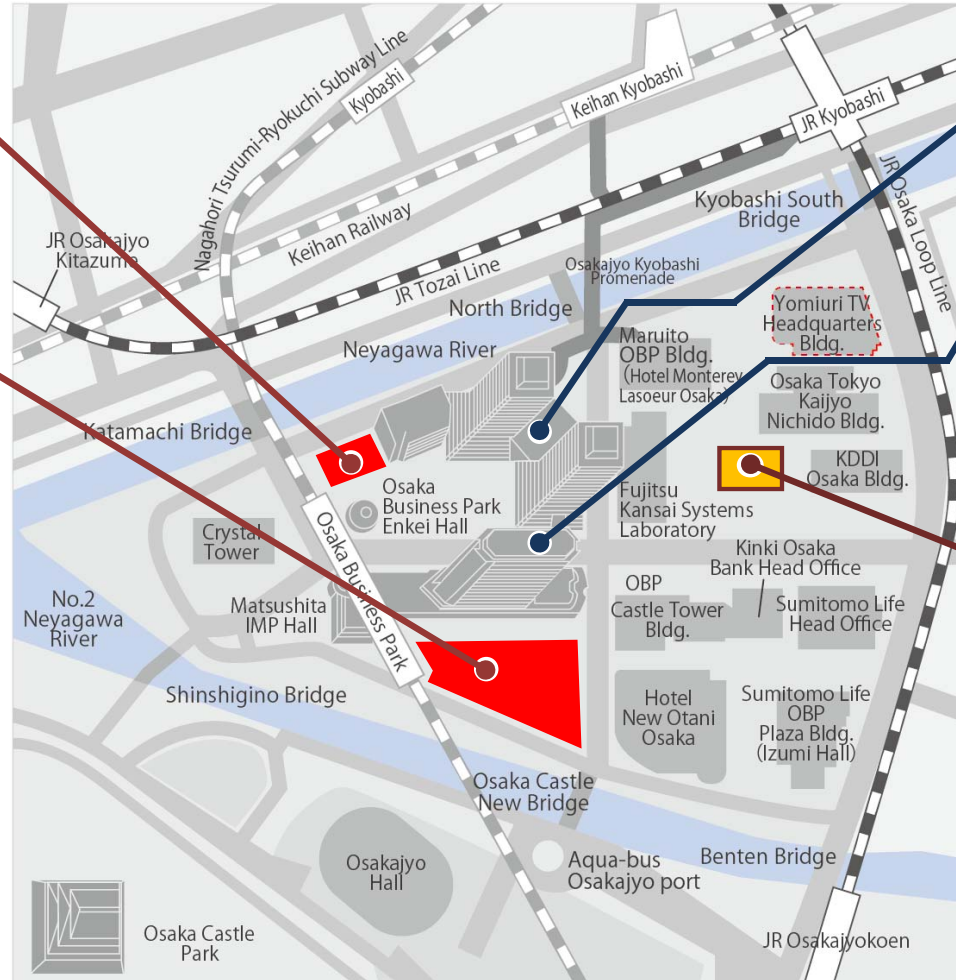 Nagahori Tsurumi-Ryokuchi Subway Line
Kyobashi
Keihan Kyobashi
JR Kyobashi
JR Osaka Loop Line
Kyobashi South
Bridge
Keihan Railway
JR Osakajyo
Kitazume
JR Tozai Line
Osakajyo Kyobashi
Promenade
North Bridge
Neyagawa River
Yomiuri TV
Headquarters
Bldg.
Maruito
OBP Bldg.
(Hotel Monterey
Lasoeur Osaka)
Osaka Tokyo
Kaijyo
Nichido Bldg.
Katamachi Bridge
KDDI
Osaka Bldg.
Osaka
Business Park
Enkei Hall
Fujitsu
Kansai Systems
Laboratory
Crystal
Tower
Osaka Business Park
Kinki Osaka
Bank Head Office
No.2
Neyagawa
River
Matsushita
IMP Hall
OBP
Castle Tower
Bldg.
Sumitomo Life
Head Office
Shinshigino Bridge
Hotel
New Otani
Osaka
Sumitomo Life
OBP
Plaza Bldg.
(Izumi Hall)
Osaka Castle
New Bridge
Osakajyo
Hall
Aqua-bus
Osakajyo port
Benten Bridge
Osaka Castle
Park
JR Osakajyokoen